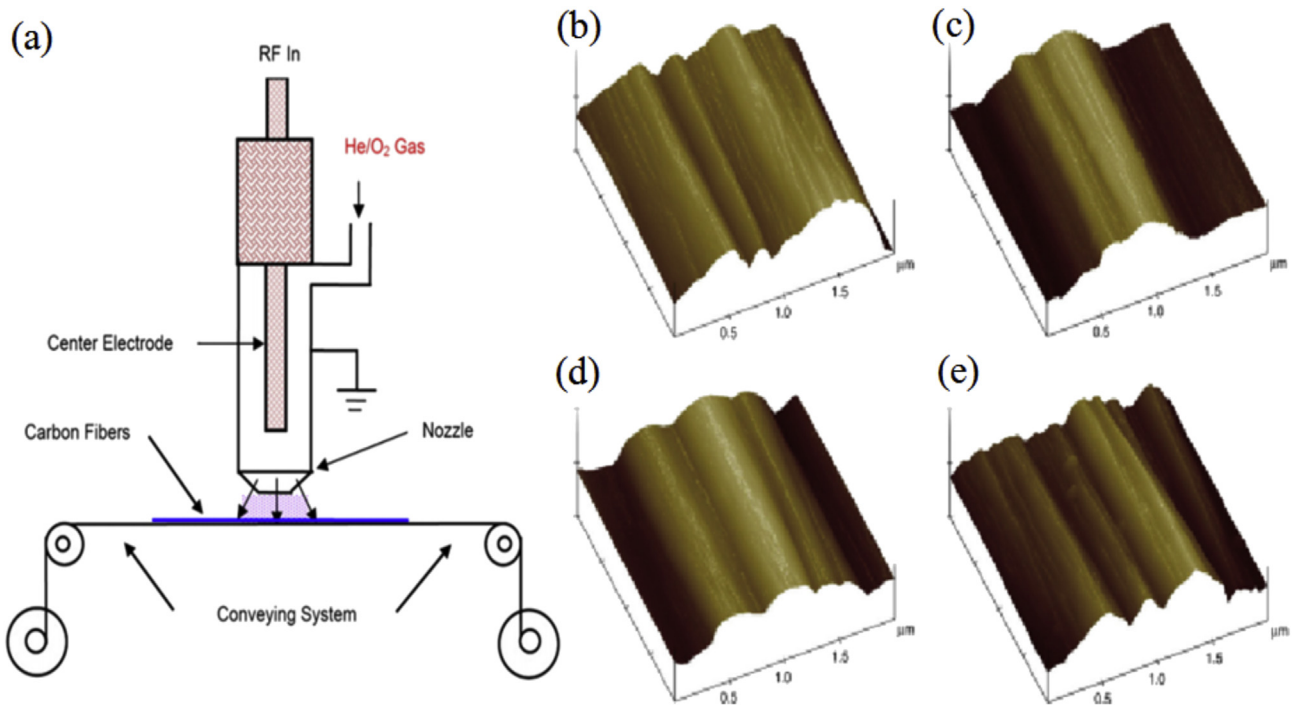 (a)
RF In
He/O₂ Gas
Center Electrode
Carbon Fibers
Nozzle
Conveying System
(b)
0.5
1.0
1.5
μm
(c)
0.5
1.0
1.5
μm
(d)
0.5
1.0
1.5
μm
(e)
0.5
1.0
1.5
μm